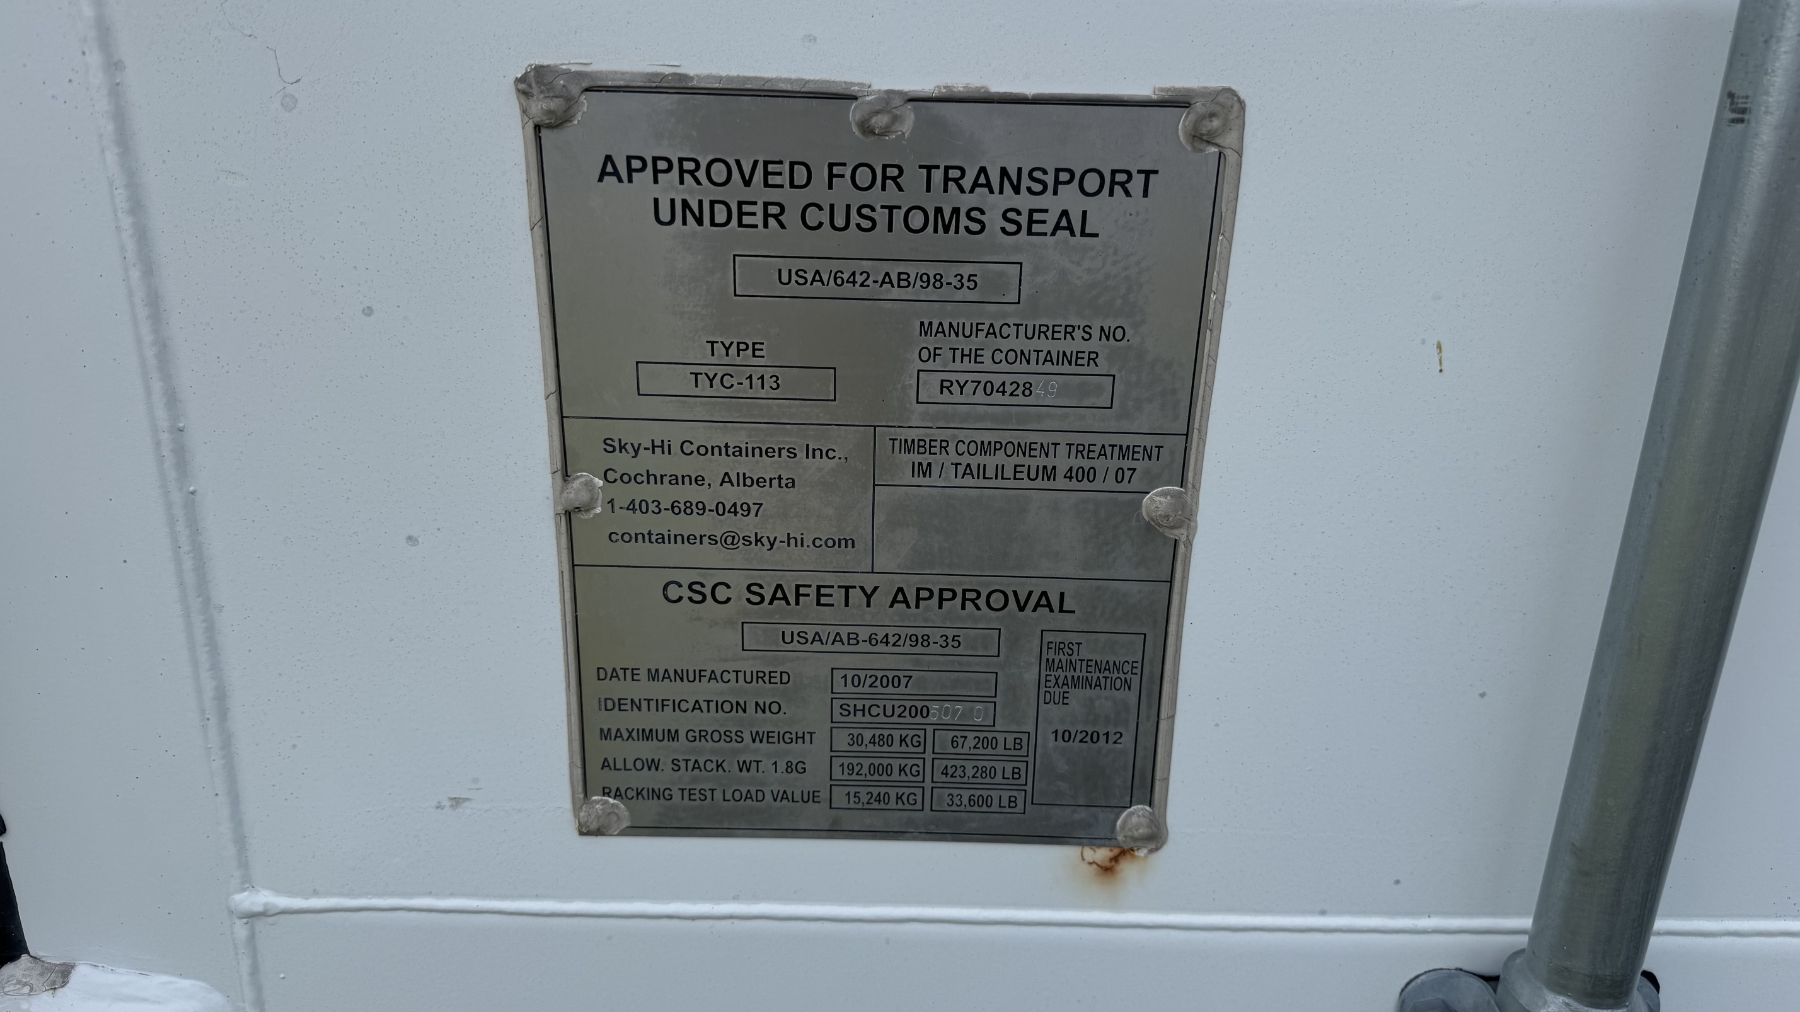 APPROVED FOR TRANSPORT
UNDER CUSTOMS SEAL
USA/642-AB/98-35
TYPE
TYC-113
MANUFACTURER'S NO.
OF THE CONTAINER
RY7042849
Sky-Hi Containers Inc.,
Cochrane, Alberta
1-403-689-0497
containers@sky-hi.com
TIMBER COMPONENT TREATMENT
IM / TAILILEUM 400 / 07
CSC SAFETY APPROVAL
USA/AB-642/98-35
DATE MANUFACTURED 10/2007
IDENTIFICATION NO. SHCU200507 0
MAXIMUM GROSS WEIGHT 30,480 KG 67,200 LB
ALLOW. STACK. WT. 1.8G 192,000 KG 423,280 LB
RACKING TEST LOAD VALUE 15,240 KG 33,600 LB
FIRST
MAINTENANCE
EXAMINATION
DUE
10/2012